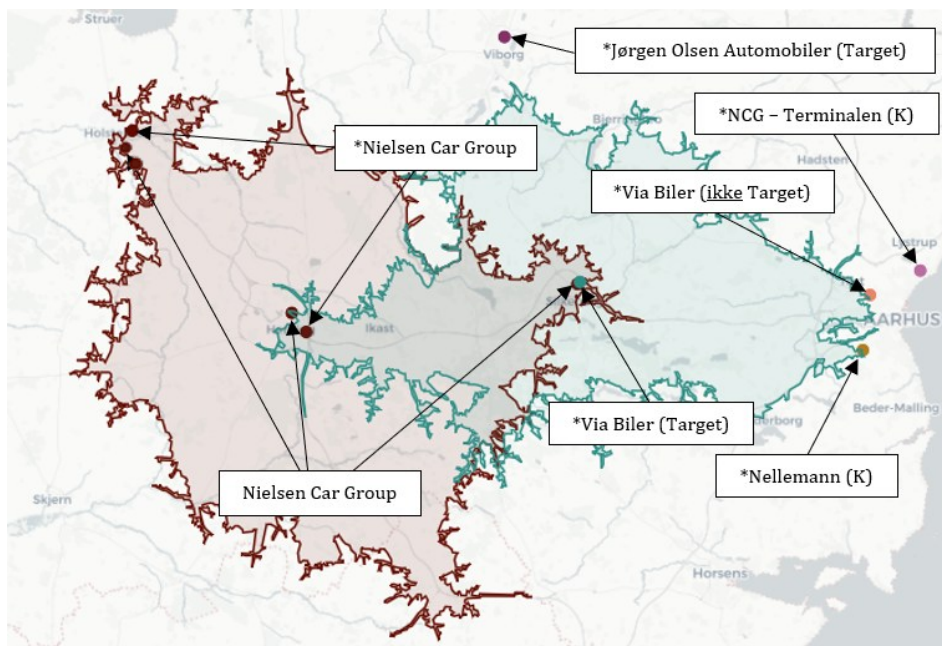 Struer
Viborg
*Jørgen Olsen Automobiler (Target)
*NCG – Terminalen (K)
Holste
*Nielsen Car Group
Hadsten
*Via Biler (ikke Target)
Lystrup
AARHUS
Ikast
*Via Biler (Target)
Beder-Malling
derborg
Nielsen Car Group
*Nellemann (K)
Skjern
Horsens